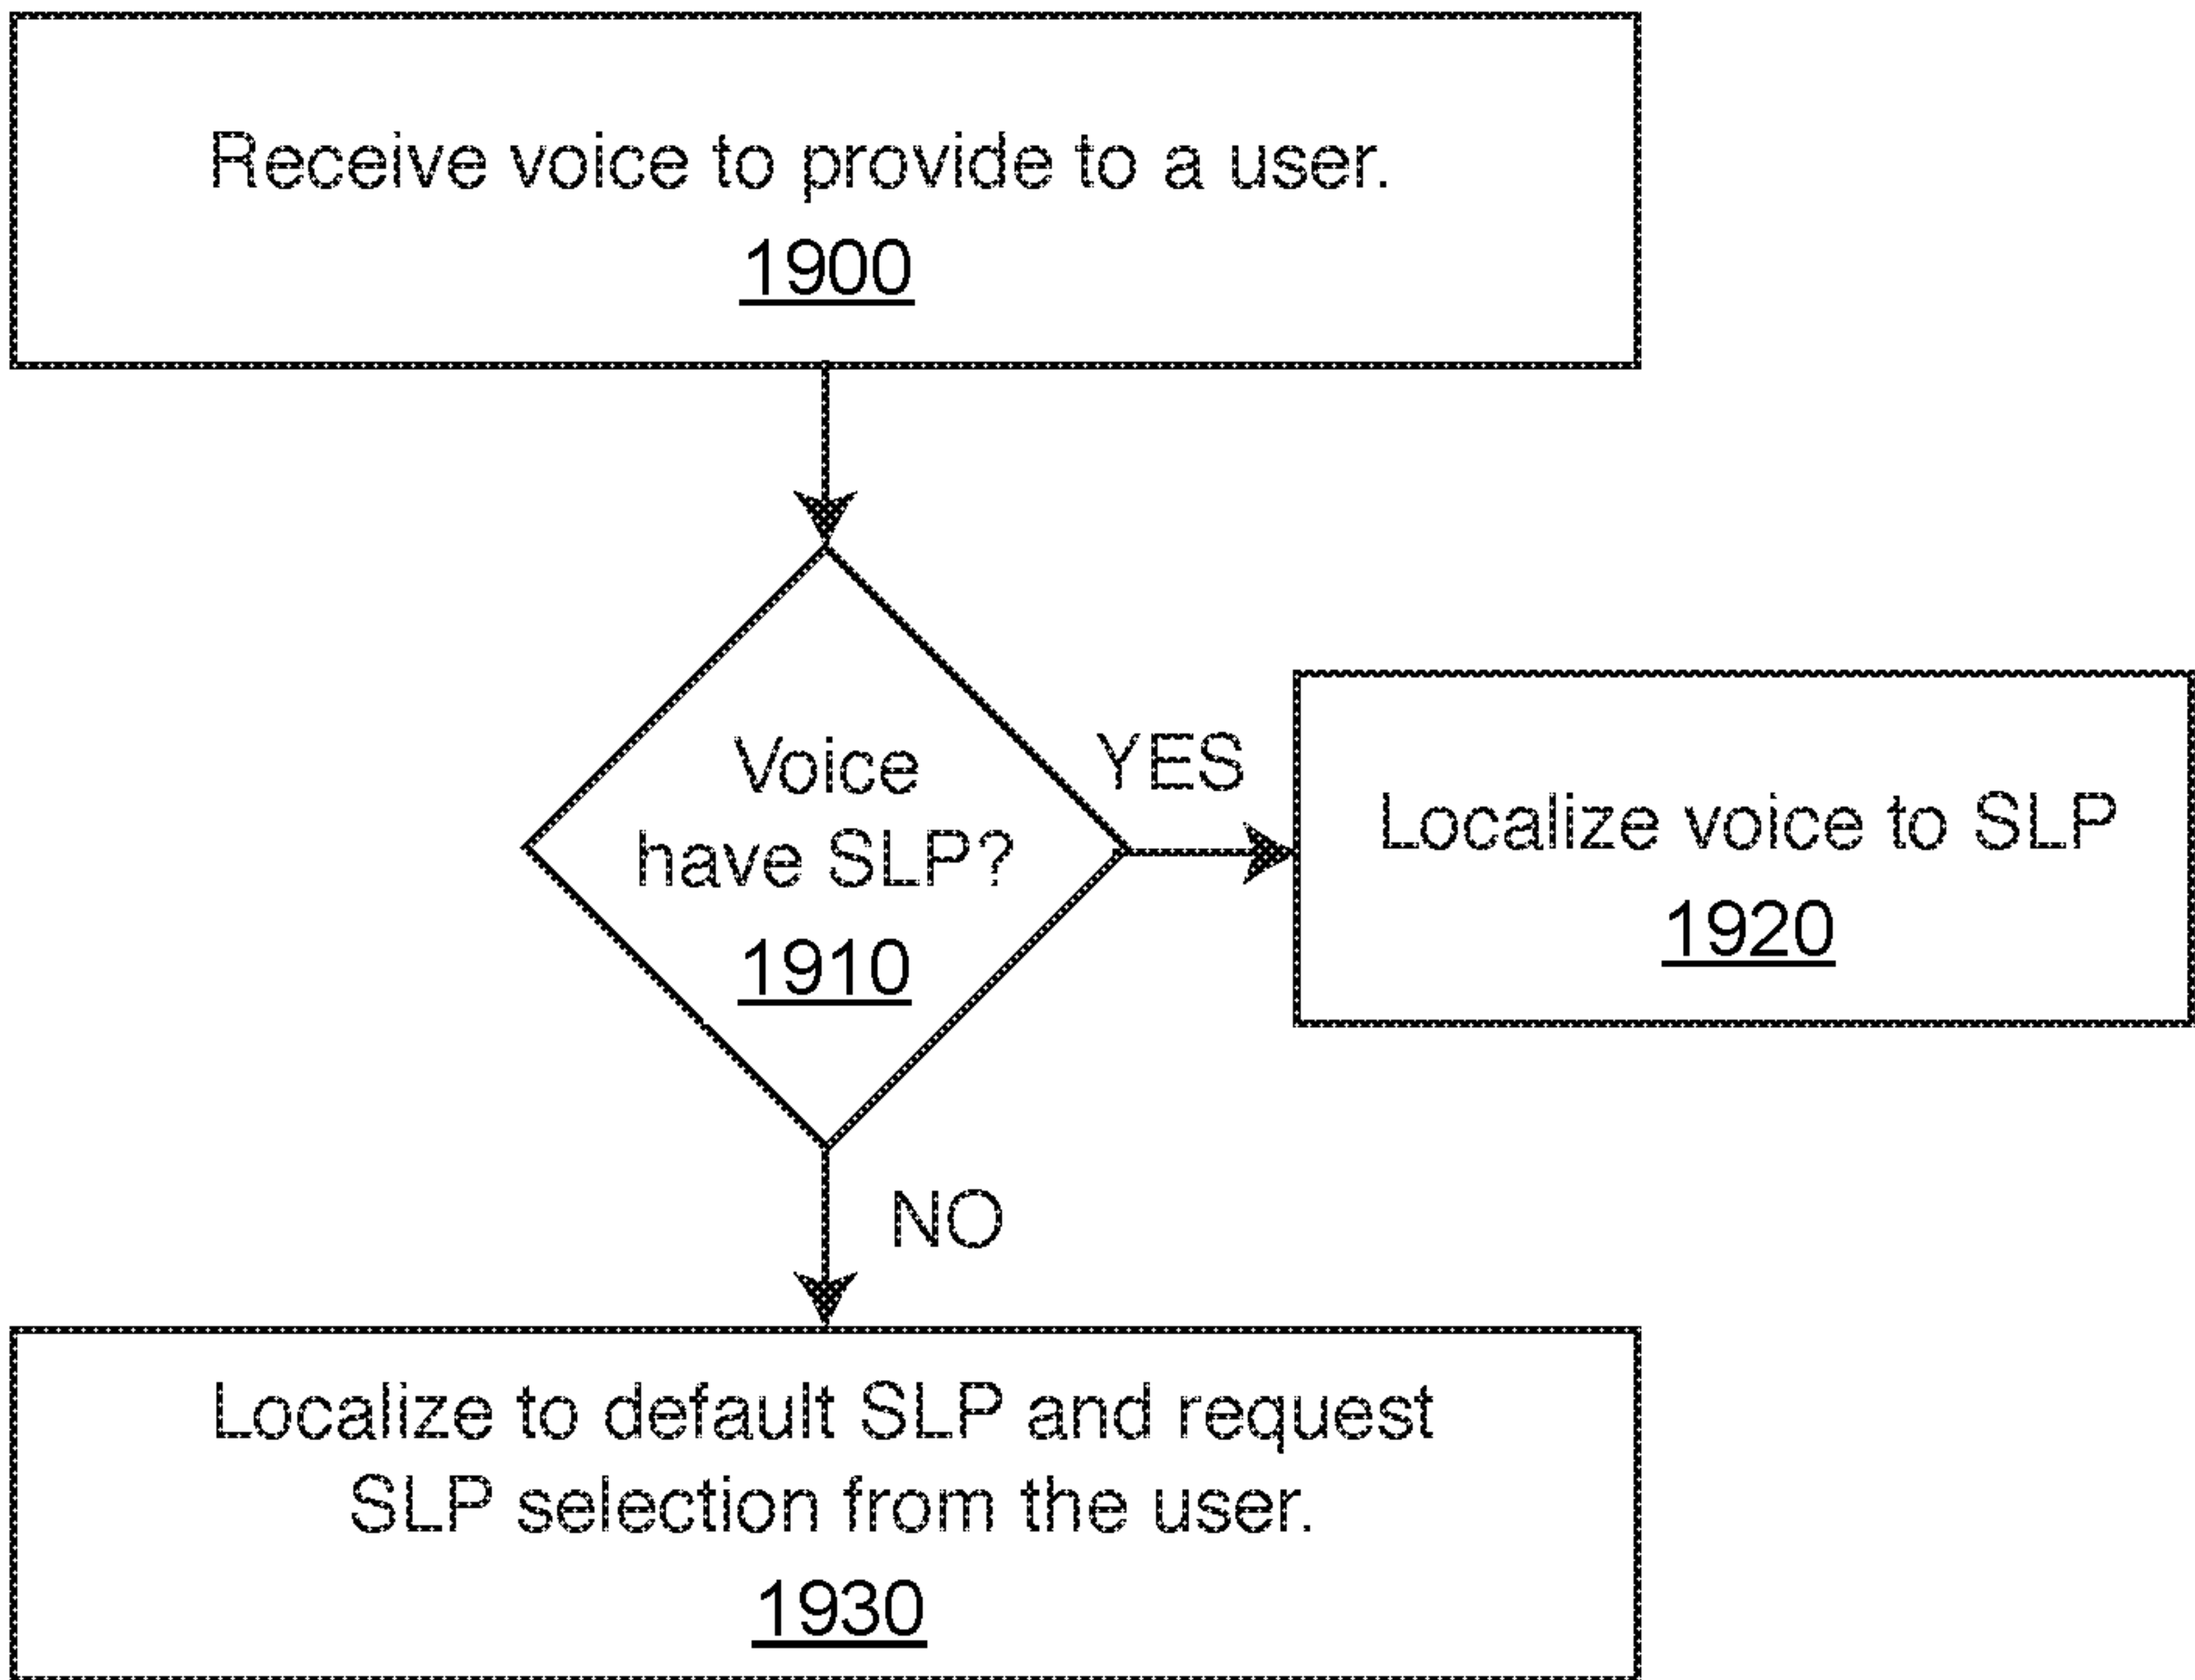 Receive voice to provide to a user.
1900
Voice
have SLP?
1910
YES
Localize voice to SLP
1920
NO
Localize to default SLP and request
SLP selection from the user.
1930